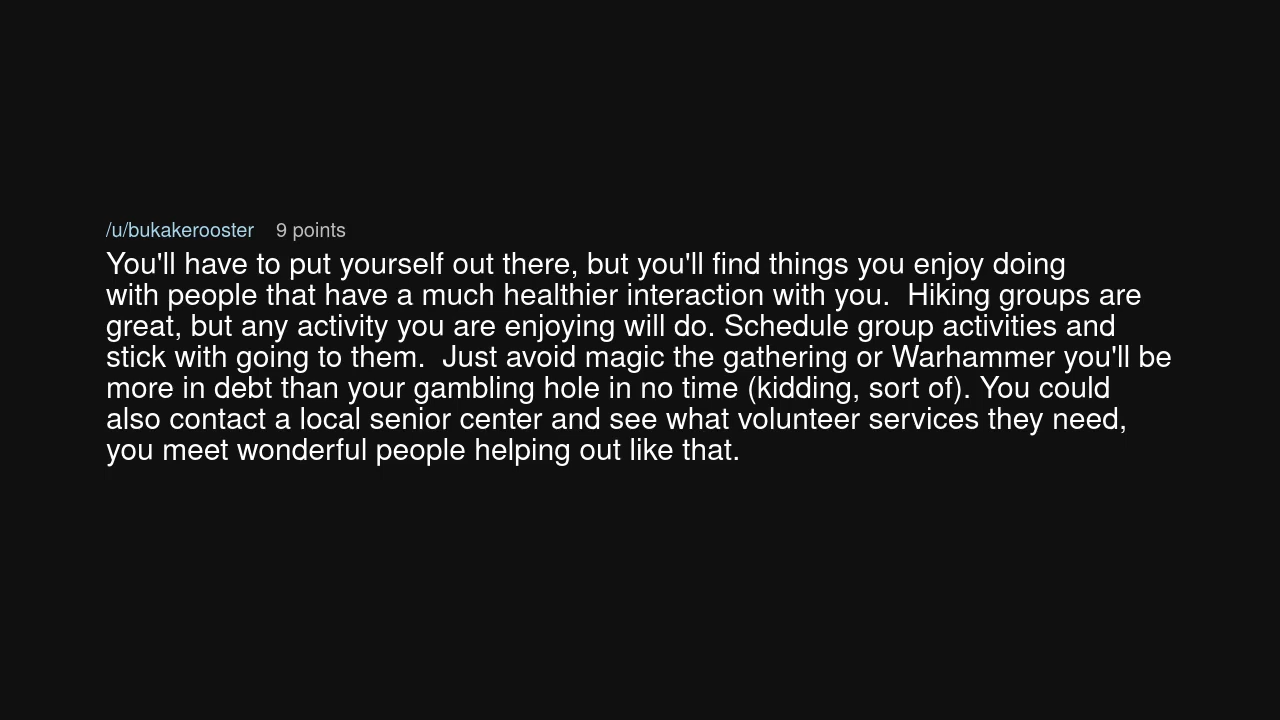 /u/bukakerooster 9 points
You'll have to put yourself out there, but you'll find things you enjoy doing
with people that have a much healthier interaction with you.  Hiking groups are
great, but any activity you are enjoying will do. Schedule group activities and
stick with going to them.  Just avoid magic the gathering or Warhammer you'll be
more in debt than your gambling hole in no time (kidding, sort of). You could
also contact a local senior center and see what volunteer services they need,
you meet wonderful people helping out like that.